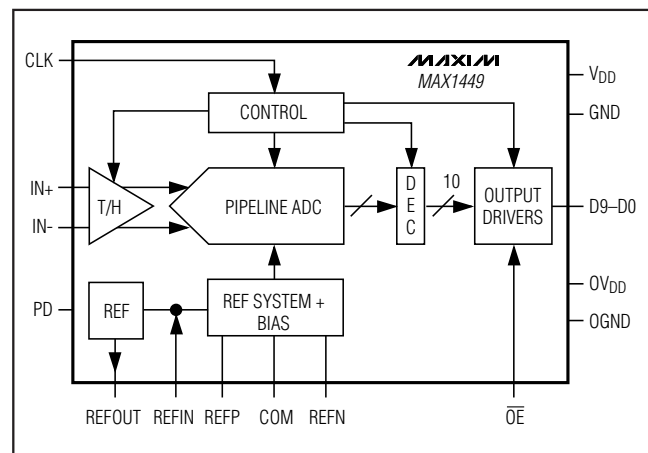 CLK
MAXIM
MAX1449
VDD
GND
CONTROL
IN+
IN-
T/H
PIPELINE ADC
D
E
C
10
OUTPUT
DRIVERS
D9–D0
PD
REF
REF SYSTEM +
BIAS
OVDD
OGND
REFOUT
REFIN
REFP
COM
REFN
OE